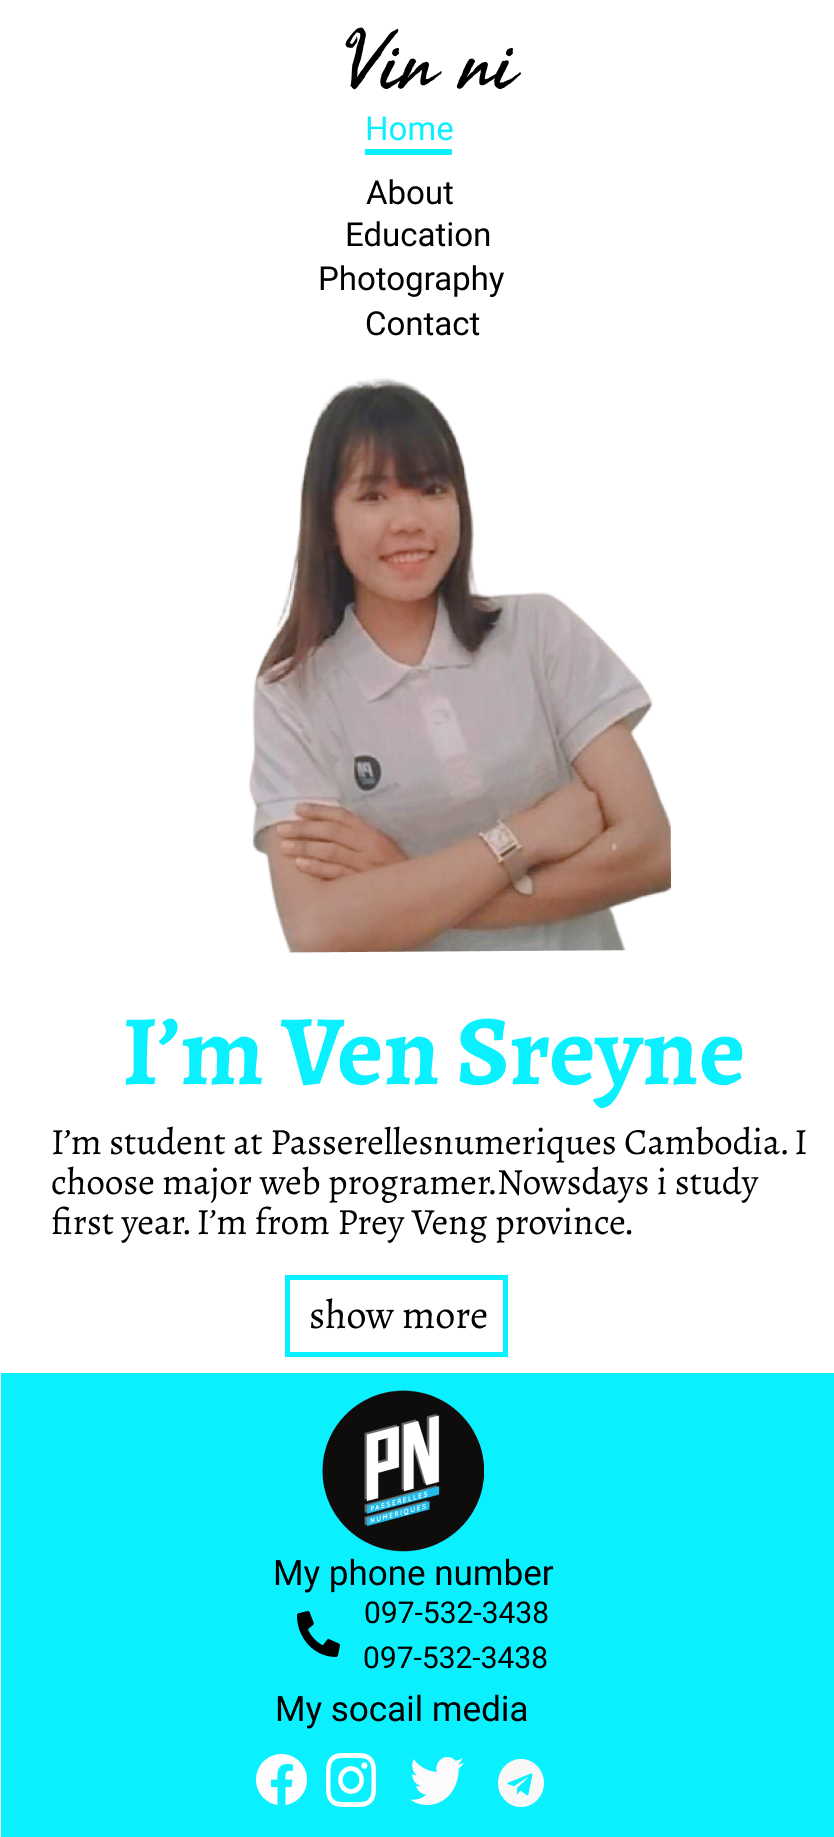 Vin ni
Home
About
Education
Photography
Contact
I’m Ven Sreyne
I’m student at Passerellesnumeriques Cambodia. I
choose major web programer.Nowsdays i study
first year. I’m from Prey Veng province.
show more
PN
PASSERELLES
NUMERIQUES
My phone number
097-532-3438
097-532-3438
My socail media